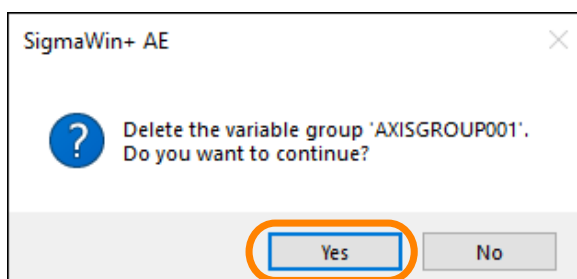 SigmaWin+ AE
Delete the variable group 'AXISGROUP001'.
Do you want to continue?
Yes
No